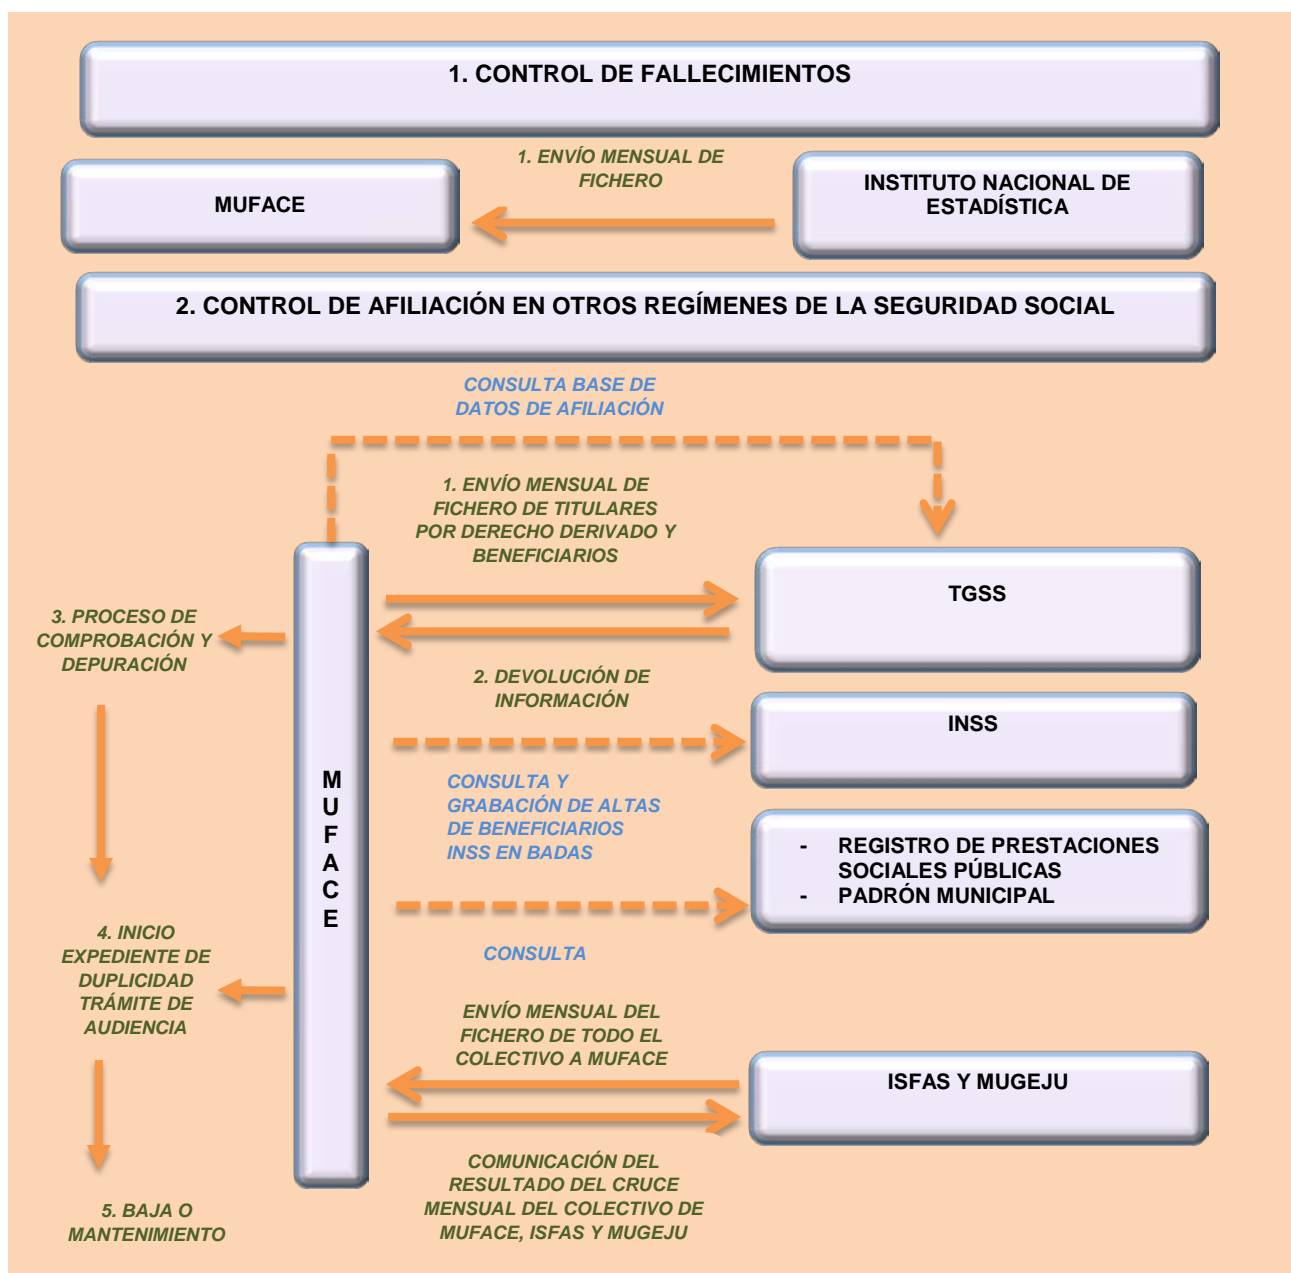 1. CONTROL DE FALLECIMIENTOS
1. ENVÍO MENSUAL DE
FICHERO
MUFACE
INSTITUTO NACIONAL DE
ESTADÍSTICA
2. CONTROL DE AFILIACIÓN EN OTROS REGÍMENES DE LA SEGURIDAD SOCIAL
CONSULTA BASE DE
DATOS DE AFILIACIÓN
1. ENVÍO MENSUAL DE
FICHERO DE TITULARES
POR DERECHO DERIVADO Y
BENEFICIARIOS
TGSS
3. PROCESO DE
COMPROBACIÓN Y
DEPURACIÓN
2. DEVOLUCIÓN DE
INFORMACIÓN
INSS
M
U
F
A
C
E
CONSULTA Y
GRABACIÓN DE ALTAS
DE BENEFICIARIOS
INSS EN BADAS
- REGISTRO DE PRESTACIONES
SOCIALES PÚBLICAS
- PADRÓN MUNICIPAL
CONSULTA
4. INICIO
EXPEDIENTE DE
DUPLICIDAD
TRÁMITE DE
AUDIENCIA
ENVÍO MENSUAL DEL
FICHERO DE TODO EL
COLECTIVO A MUFACE
ISFAS Y MUGEJU
COMUNICACIÓN DEL
RESULTADO DEL CRUCE
MENSUAL DEL COLECTIVO DE
MUFACE, ISFAS Y MUGEJU
5. BAJA O
MANTENIMIENTO